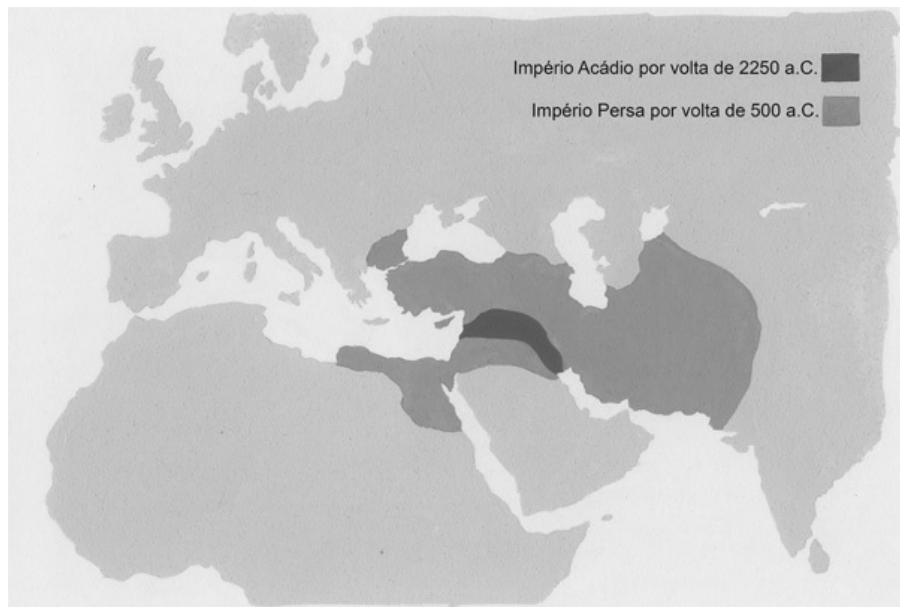 Império Acádio por volta de 2250 a.C.
Império Persa por volta de 500 a.C.